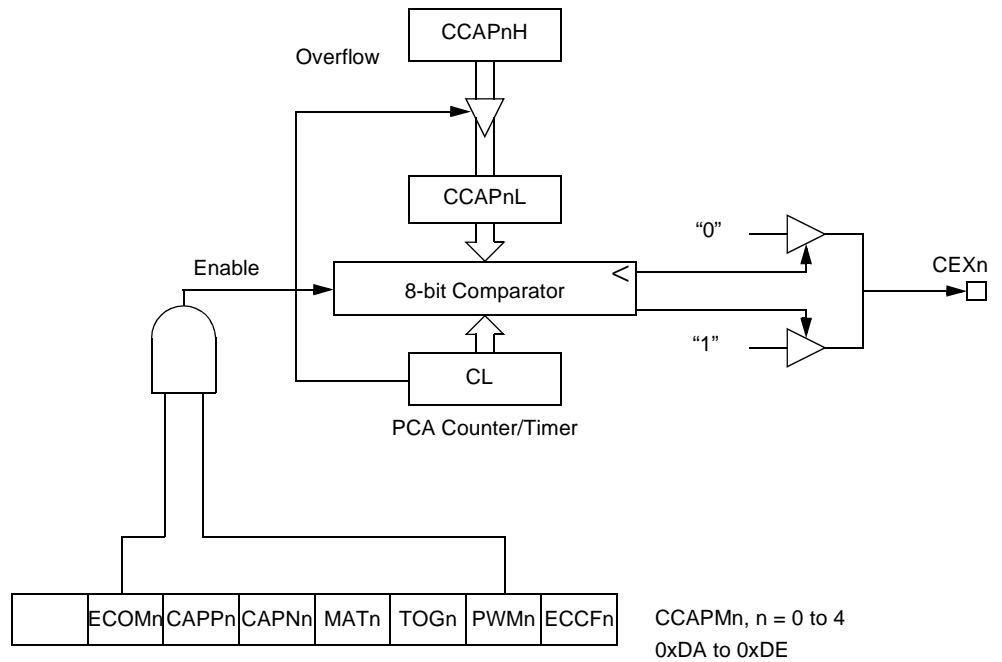 CCAPnH
Overflow
CCAPnL
“0”
Enable
<
CEXn
8-bit Comparator
“1”
CL
PCA Counter/Timer
ECOMn CAPPn CAPNn MATn TOGn PWMn ECCFn
CCAPMn, n = 0 to 4
0xDA to 0xDE